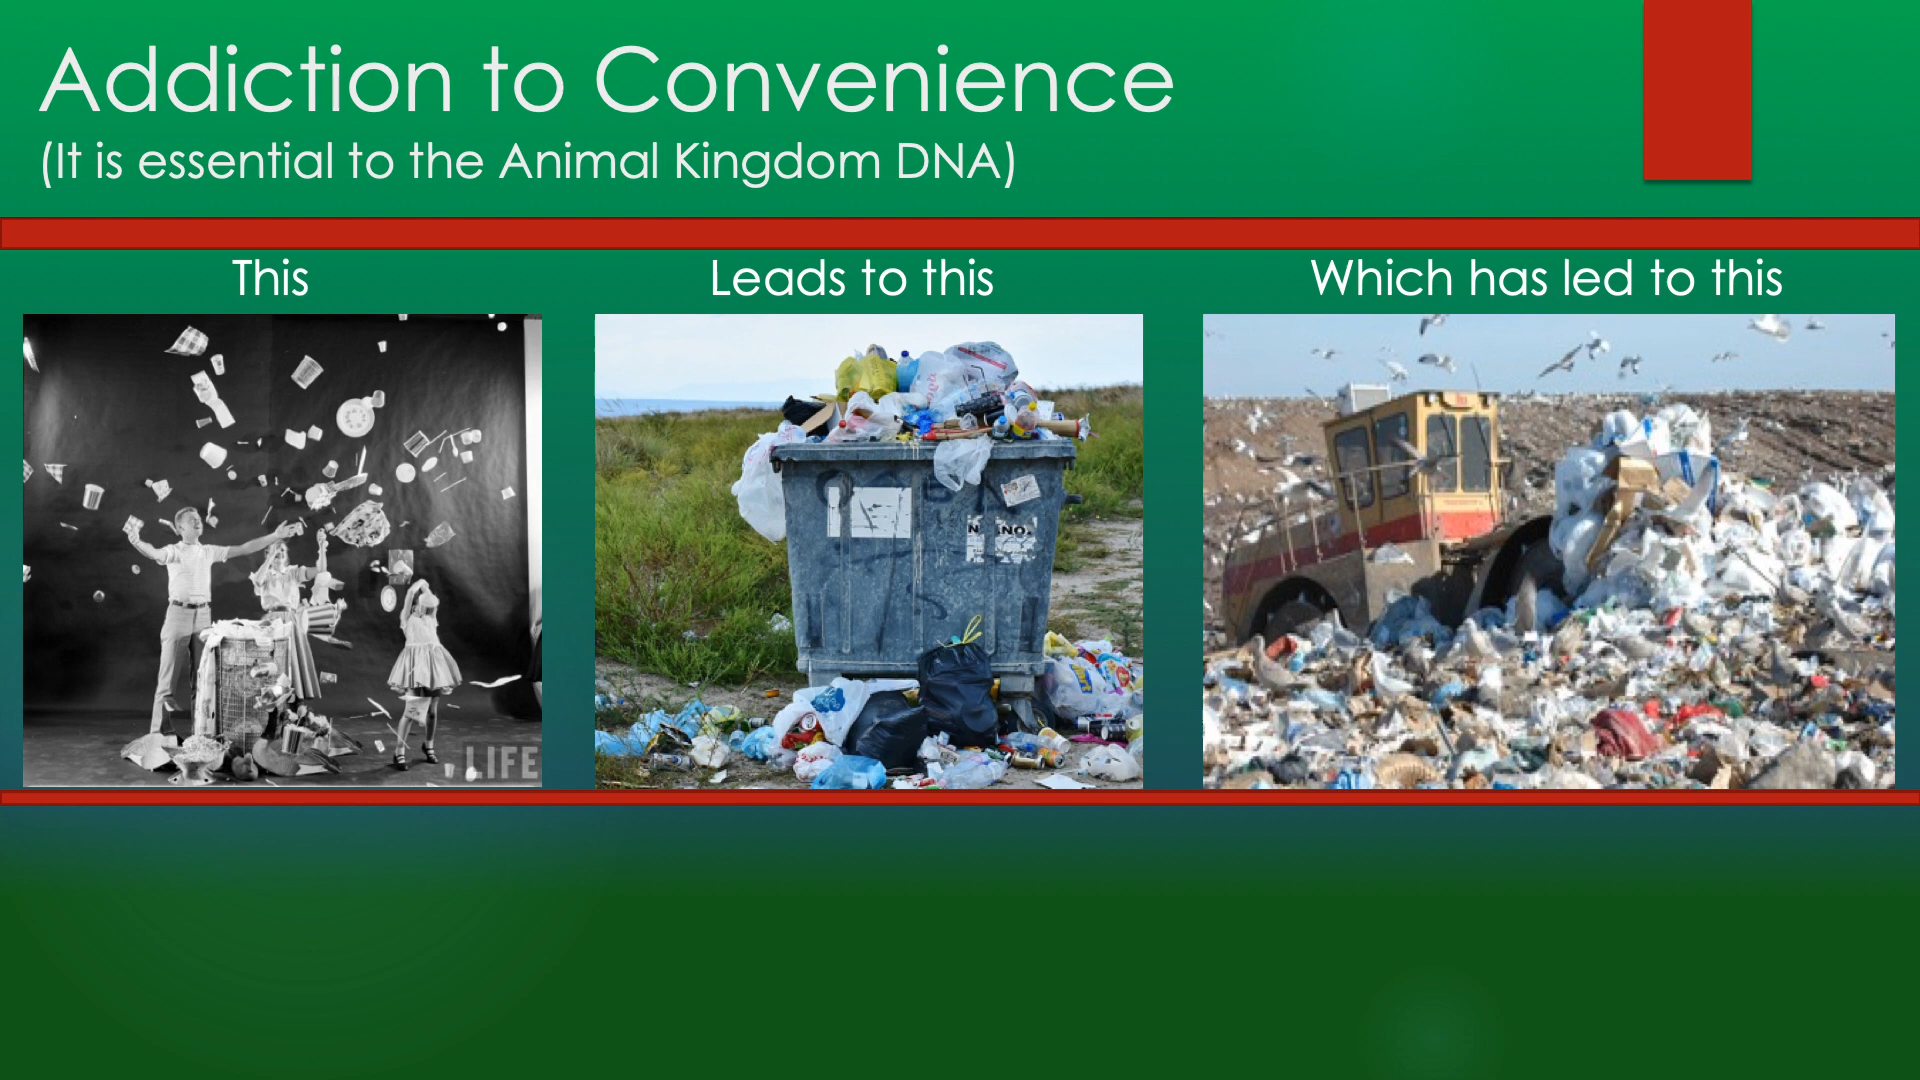 Addiction to Convenience
(It is essential to the Animal Kingdom DNA)
This
Leads to this
Which has led to this
LIFE